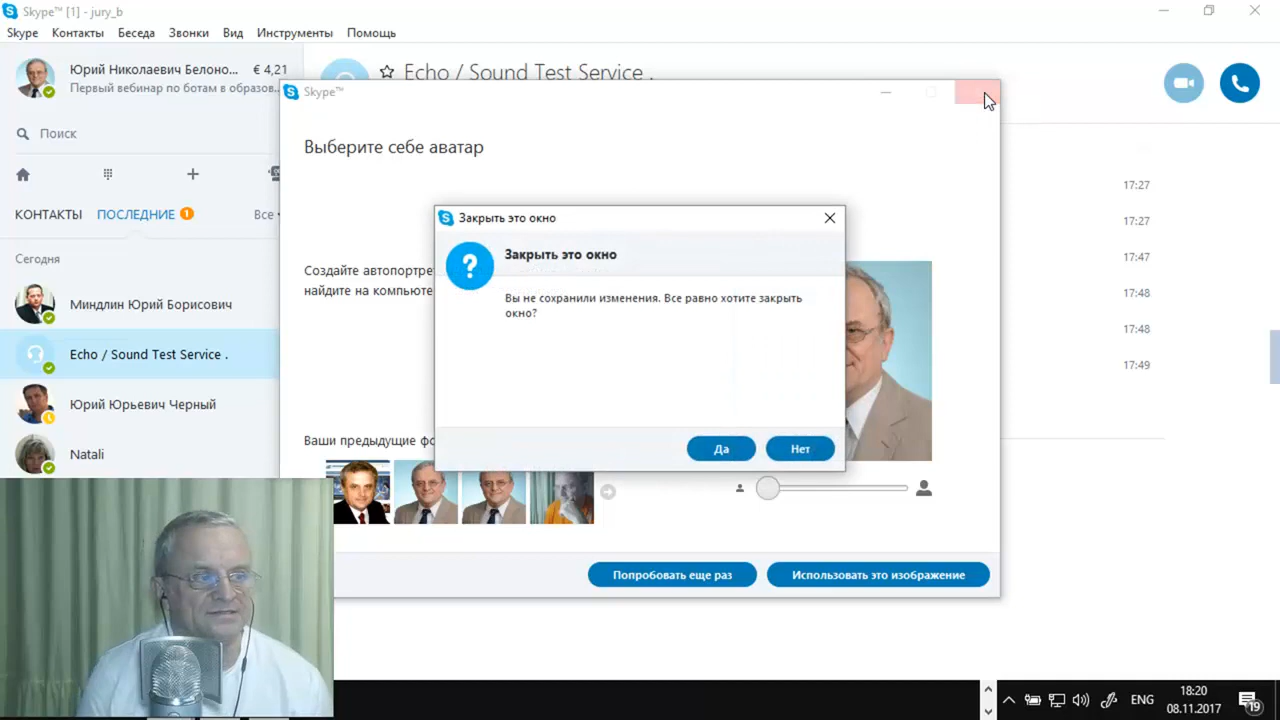 Skype™ [1] - jury_b
Skype Контакты Беседа Звонки Вид Инструменты Помощь
Юрий Николаевич Белоно... € 4,21
Первый вебинар по ботам в образов...
Echo / Sound Test Service .
Skype™
Поиск
Выберите себе аватар
КОНТАКТЫ ПОСЛЕДНИЕ 1 Все
17:27
17:27
17:47
17:48
17:48
17:49
Сегодня
Миндлин Юрий Борисович
Echo / Sound Test Service .
Юрий Юрьевич Черный
Natali
Создайте автопортре
найдите на компьюте
Закрыть это окно
Закрыть это окно
?
Вы не сохранили изменения. Все равно хотите закрыть
окно?
Да Нет
Ваши предыдущие фо
Попробовать еще раз Использовать это изображение
ENG
18:20
08.11.2017
19